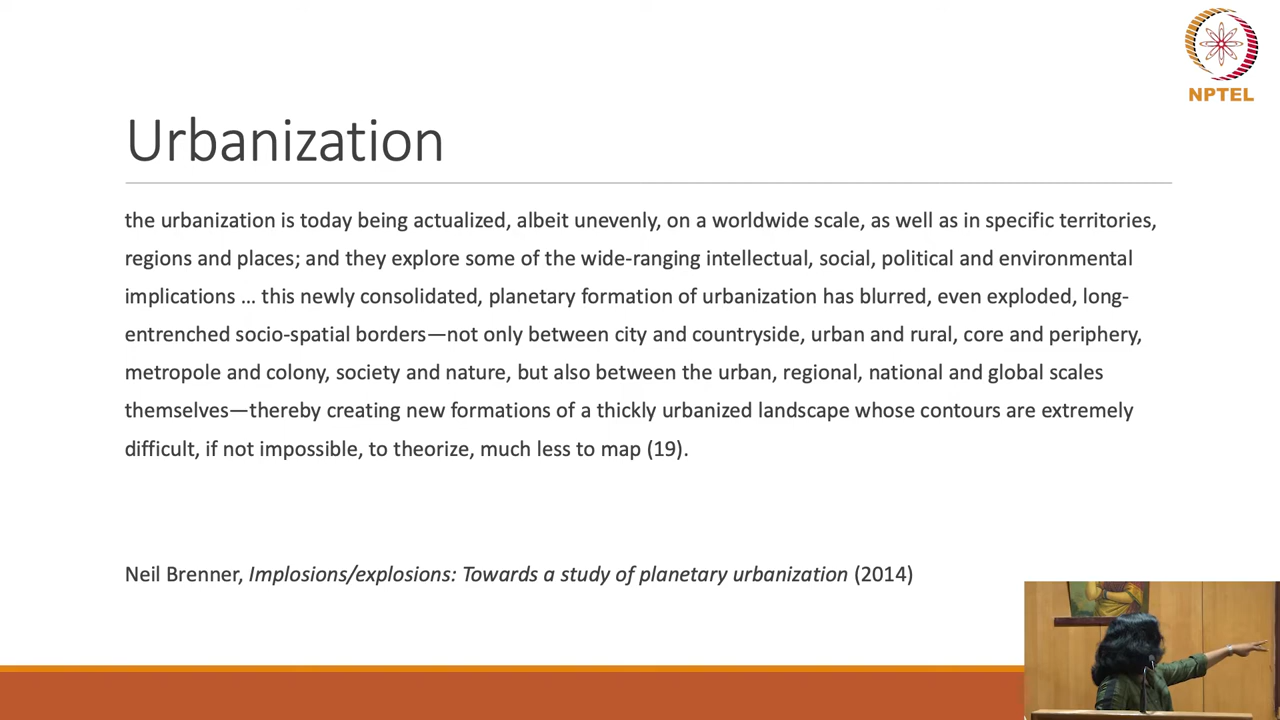 NPTEL
Urbanization
the urbanization is today being actualized, albeit unevenly, on a worldwide scale, as well as in specific territories,
regions and places; and they explore some of the wide-ranging intellectual, social, political and environmental
implications … this newly consolidated, planetary formation of urbanization has blurred, even exploded, long-
entrenched socio-spatial borders—not only between city and countryside, urban and rural, core and periphery,
metropole and colony, society and nature, but also between the urban, regional, national and global scales
themselves—thereby creating new formations of a thickly urbanized landscape whose contours are extremely
difficult, if not impossible, to theorize, much less to map (19).
Neil Brenner, Implosions/explosions: Towards a study of planetary urbanization (2014)